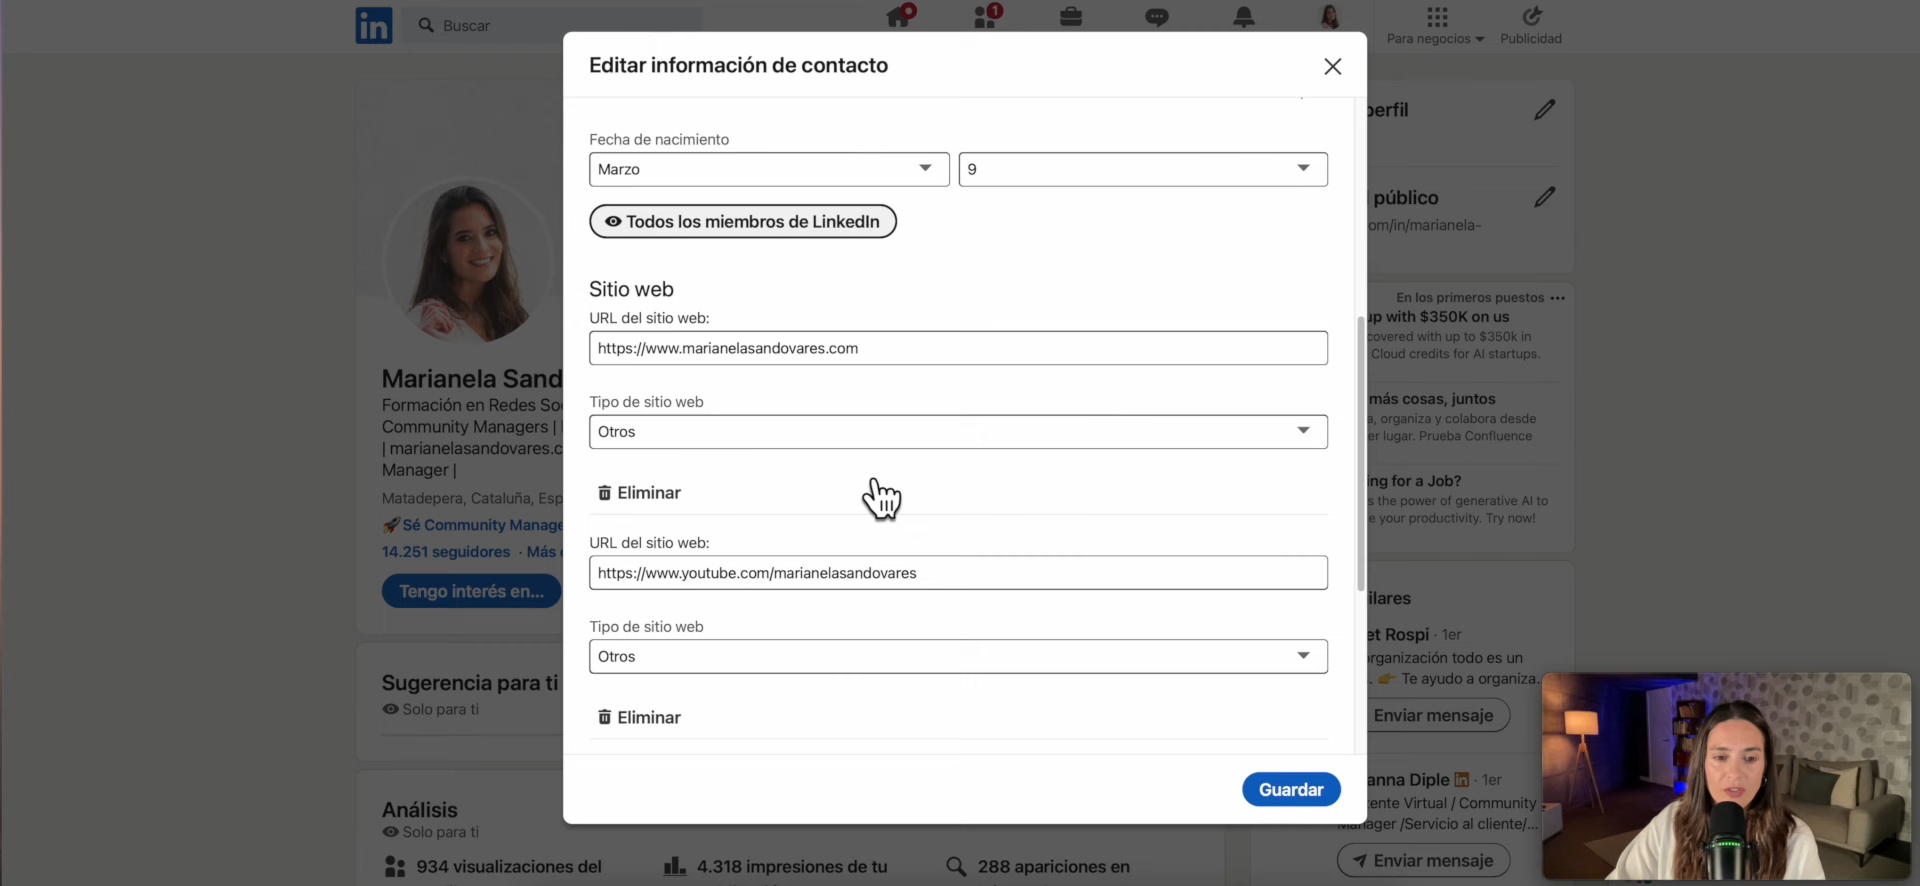 in
Buscar
1
Para negocios
Publicidad
Editar información de contacto
Fecha de nacimiento
Marzo
9
Todos los miembros de LinkedIn
Sitio web
URL del sitio web:
https://www.marianelasandovares.com
Tipo de sitio web
Otros
Eliminar
URL del sitio web:
https://www.youtube.com/marianelasandovares
Tipo de sitio web
Otros
Eliminar
Guardar
Marianela Sand
Formación en Redes So
Community Managers |
| marianelasandovares.c
Manager |
Matadepera, Cataluña, Esp
🚀Sé Community Manage
14.251 seguidores · Más
Tengo interés en...
Sugerencia para ti
Solo para ti
Análisis
Solo para ti
934 visualizaciones del
4.318 impresiones de tu
288 apariciones en
perfil
público
om/in/marianela-
En los primeros puestos
up with $350K on us
covered with up to $350k in
Cloud credits for AI startups.
más cosas, juntos
a, organiza y colabora desde
er lugar. Prueba Confluence
ing for a Job?
s the power of generative AI to
e your productivity. Try now!
ilares
et Rospi · 1er
organización todo es un
. 👉 Te ayudo a organiza...
Enviar mensaje
anna Diple in · 1er
tente Virtual / Community
Manager /Servicio al cliente/...
Enviar mensaje